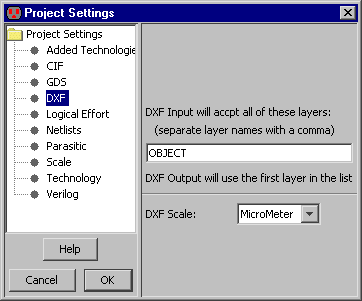 Project Settings
Project Settings
Added Technologie
CIF
GDS
DXF
Logical Effort
Netlists
Parasitic
Scale
Technology
Verilog
Help
Cancel
OK
DXF Input will accpt all of these layers:
(separate layer names with a comma)
OBJECT
DXF Output will use the first layer in the list
DXF Scale:
MicroMeter